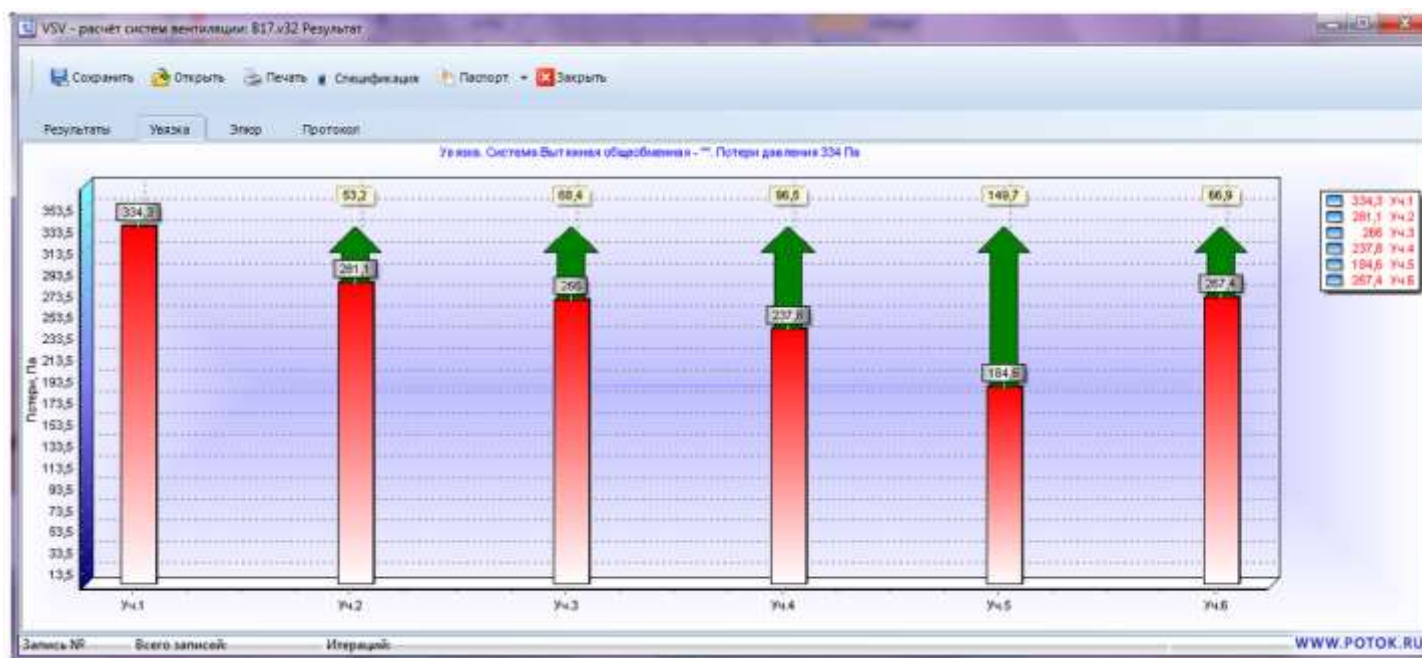 VSV - расчёт систем вентиляции: B17.v32 Результат
Сохранить Открыть Печать Спецификация Паспорт Закрыть
Результаты Увязка Эпюр Протокол
Увязка. Система Вытяжная общеобменная - "". Потери давления 334 Па
53,2 68,4 96,5 149,7 66,9
334,3 281,1 266 237,8 184,6 267,4
353,5
333,5
313,5
293,5
273,5
253,5
233,5
213,5
193,5
173,5
153,5
133,5
113,5
93,5
73,5
53,5
33,5
13,5
Потери, Па
Уч.1 Уч.2 Уч.3 Уч.4 Уч.5 Уч.6
334,3 Уч.1
281,1 Уч.2
266 Уч.3
237,8 Уч.4
184,6 Уч.5
267,4 Уч.6
Запись № Всего записей: Итераций:
WWW.POTOK.RU